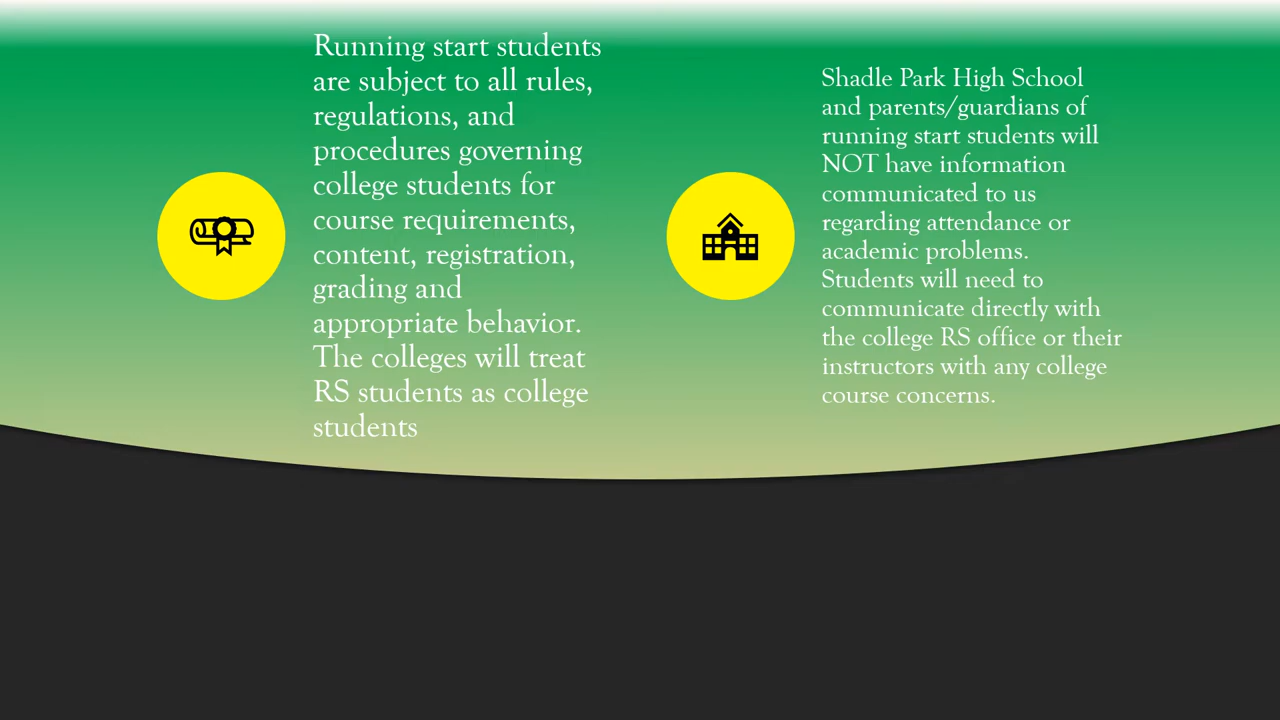 Running start students
are subject to all rules,
regulations, and
procedures governing
college students for
course requirements,
content, registration,
grading and
appropriate behavior.
The colleges will treat
RS students as college
students
Shadle Park High School
and parents/guardians of
running start students will
NOT have information
communicated to us
regarding attendance or
academic problems.
Students will need to
communicate directly with
the college RS office or their
instructors with any college
course concerns.